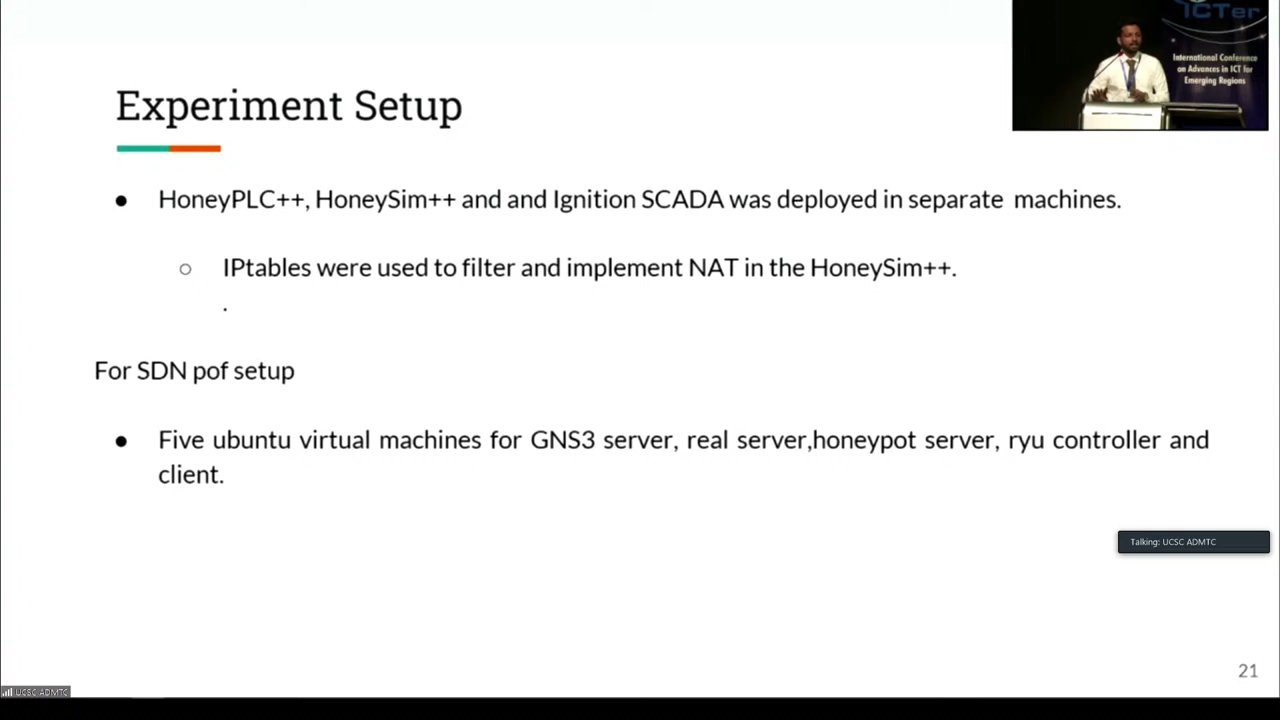 ICTer
International Conference
on Advances in ICT for
Emerging Regions
Experiment Setup
● HoneyPLC++, HoneySim++ and and Ignition SCADA was deployed in separate machines.
○ IPtables were used to filter and implement NAT in the HoneySim++.
.
For SDN pof setup
● Five ubuntu virtual machines for GNS3 server, real server,honeypot server, ryu controller and
client.
Talking: UCSC ADMTC
21
UCSC ADMTC